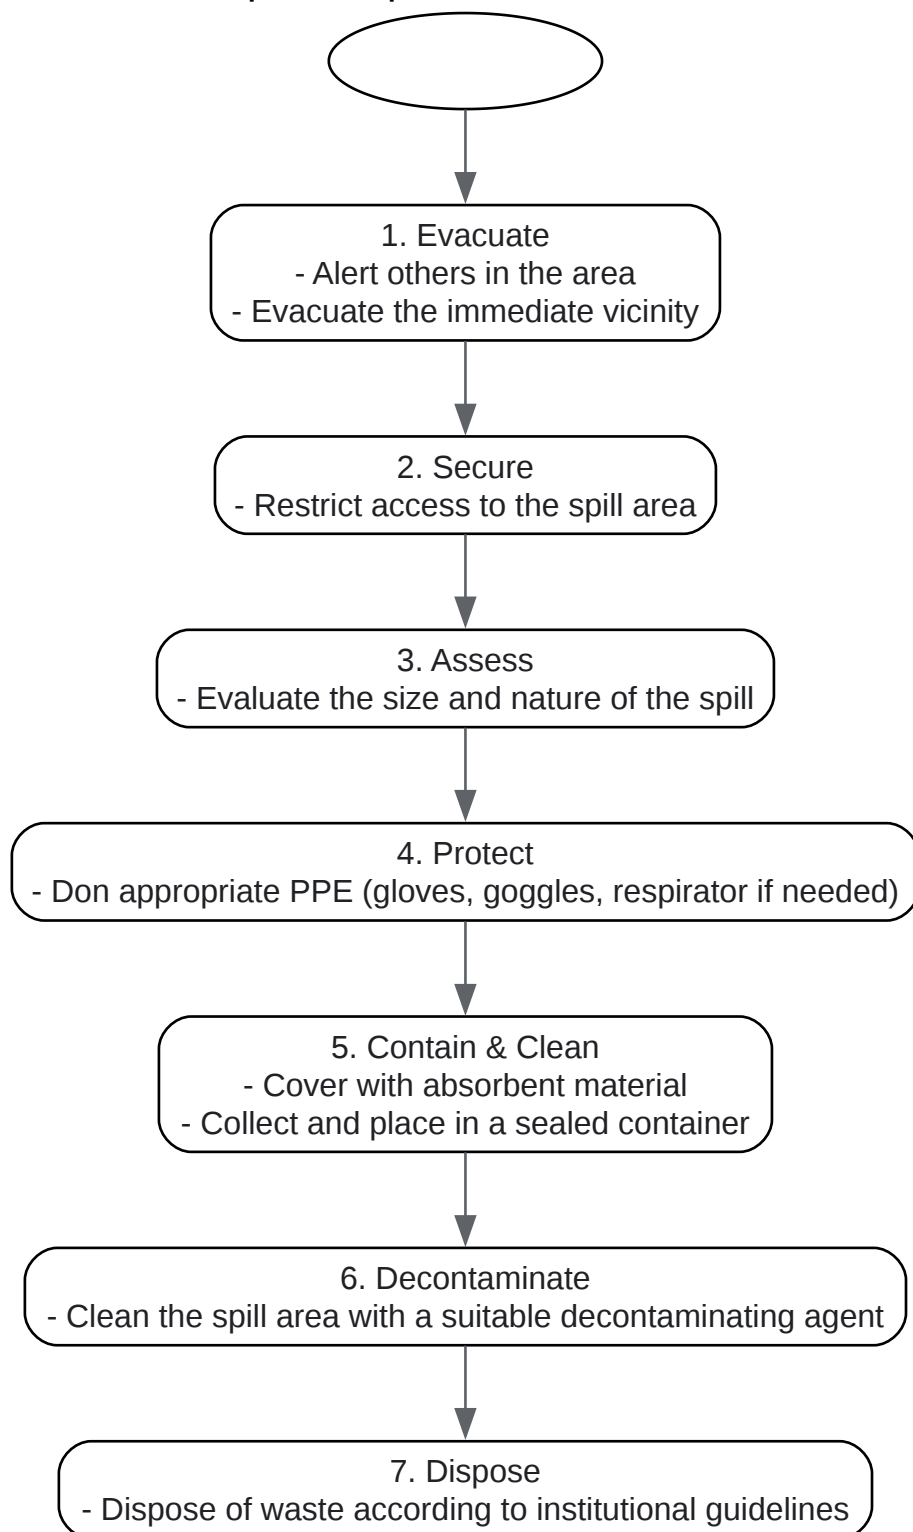 1. Evacuate
- Alert others in the area
- Evacuate the immediate vicinity
2. Secure
- Restrict access to the spill area
3. Assess
- Evaluate the size and nature of the spill
4. Protect
- Don appropriate PPE (gloves, goggles, respirator if needed)
5. Contain & Clean
- Cover with absorbent material
- Collect and place in a sealed container
6. Decontaminate
- Clean the spill area with a suitable decontaminating agent
7. Dispose
- Dispose of waste according to institutional guidelines